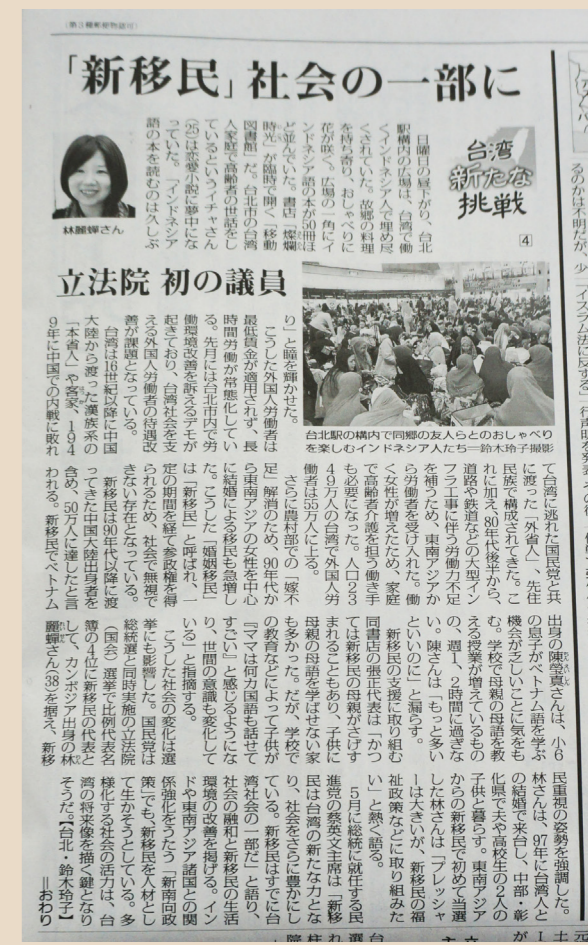 （第3種郵便物認可）
「新移民」社会の一部に
台湾
新たな
挑戦
④
日曜日の昼下がり、台北
駅構内の広場は、台湾で働
くインドネシア人で埋め尽
くされていた。故郷の料理
を持ち寄り、おしゃべりに
花が咲く。広場の一角にイ
ンドネシア語の本が50冊ほ
ど並んでいた。書店「燦爛
時光」が臨時で開く「移動
図書館」だ。台北市の台湾
人家庭で高齢者の世話をし
ているというイチャさん
(25)は恋愛小説に夢中にな
っていた。「インドネシア
語の本を読むのは久しぶ
林麗蟬さん
立法院 初の議員
台北駅の構内で同郷の友人らとのおしゃべり
を楽しむインドネシア人たち=鈴木玲子撮影
り」と瞳を輝かせた。
こうした外国人労働者は
最低賃金が適用されず、長
時間労働が常態化してい
る。先月には台北市内で労
働環境改善を訴えるデモが
起きており、台湾社会を支
える外国人労働者の待遇改
善が課題となっている。
台湾は16世紀以降に中国
大陸から渡った漢族系の
「本省人」や客家、194
9年に中国での内戦に敗れ
て台湾に逃れた国民党と共
に渡った「外省人」、先住
民族で構成されてきた。こ
れに加え、80年代後半から、
道路や鉄道などの大型イン
フラ工事に伴う労働力不足
を補うため、東南アジアか
ら労働者を受け入れた。働
く女性が増えたため、家庭
で高齢者介護を担う働き手
も必要になった。人口23
49万人の台湾で外国人労
働者は55万人に上る。
さらに農村部での「嫁不
足」解消のため、90年代か
ら東南アジアの女性を中心
に結婚による移民も急増し
た。こうした「婚姻移民」
は「新移民」と呼ばれ、一
定の期間を経て参政権を得
られるため、社会で無視で
きない存在となっている。
新移民は90年代以降に渡
ってきた中国大陸出身者を
含め、50万人に達したと言
われる。新移民でベトナム
出身の陳瑩真さんは、小6
の息子がベトナム語を学ぶ
機会が乏しいことに気をも
む。学校で母親の母語を教
える授業が増えているもの
の、週1、2時間に過ぎな
い。陳さんは「もっと多い
といいのに」と漏らす。
新移民の支援に取り組む
同書店の張正代表は「かつ
ては新移民の母親がさげす
まれることもあり、子供に
母親の母語を学ばせない家
も多かった。だが、学校で
の教育などによって子供が
『ママは何カ国語も話せて
すごい』と感じるようにな
り、世間の意識も変化して
いる」と指摘する。
こうした社会の変化は選
挙にも影響した。国民党は
総統選と同時実施の立法院
（国会）選挙で比例代表名
簿の4位に新移民の代表と
して、カンボジア出身の林
麗蟬さん(38)を据え、新移
民重視の姿勢を強調した。
林さんは、97年に台湾人と
の結婚で来台し、中部・彰
化県で夫や高校生の2人の
子供と暮らす。東南アジア
からの新移民で初めて当選
した林さんは「プレッシャ
ーは大きいが、新移民の福
祉政策などに取り組みた
い」と熱く語る。
5月に総統に就任する民
進党の蔡英文主席は「新移
民は台湾の新たな力とな
り、社会をさらに豊かにし
ている。新移民はすでに台
湾社会の一部だ」と語り、
社会の融和と新移民の生活
環境の改善を掲げる。イン
ドや東南アジア諸国との関
係強化をうたう「新南向政
策」でも、新移民を人材とし
て生かそうとしている。多
様化する社会の活力は、台
湾の将来像を描く鍵となり
そうだ。【台北・鈴木玲子】
=おわり